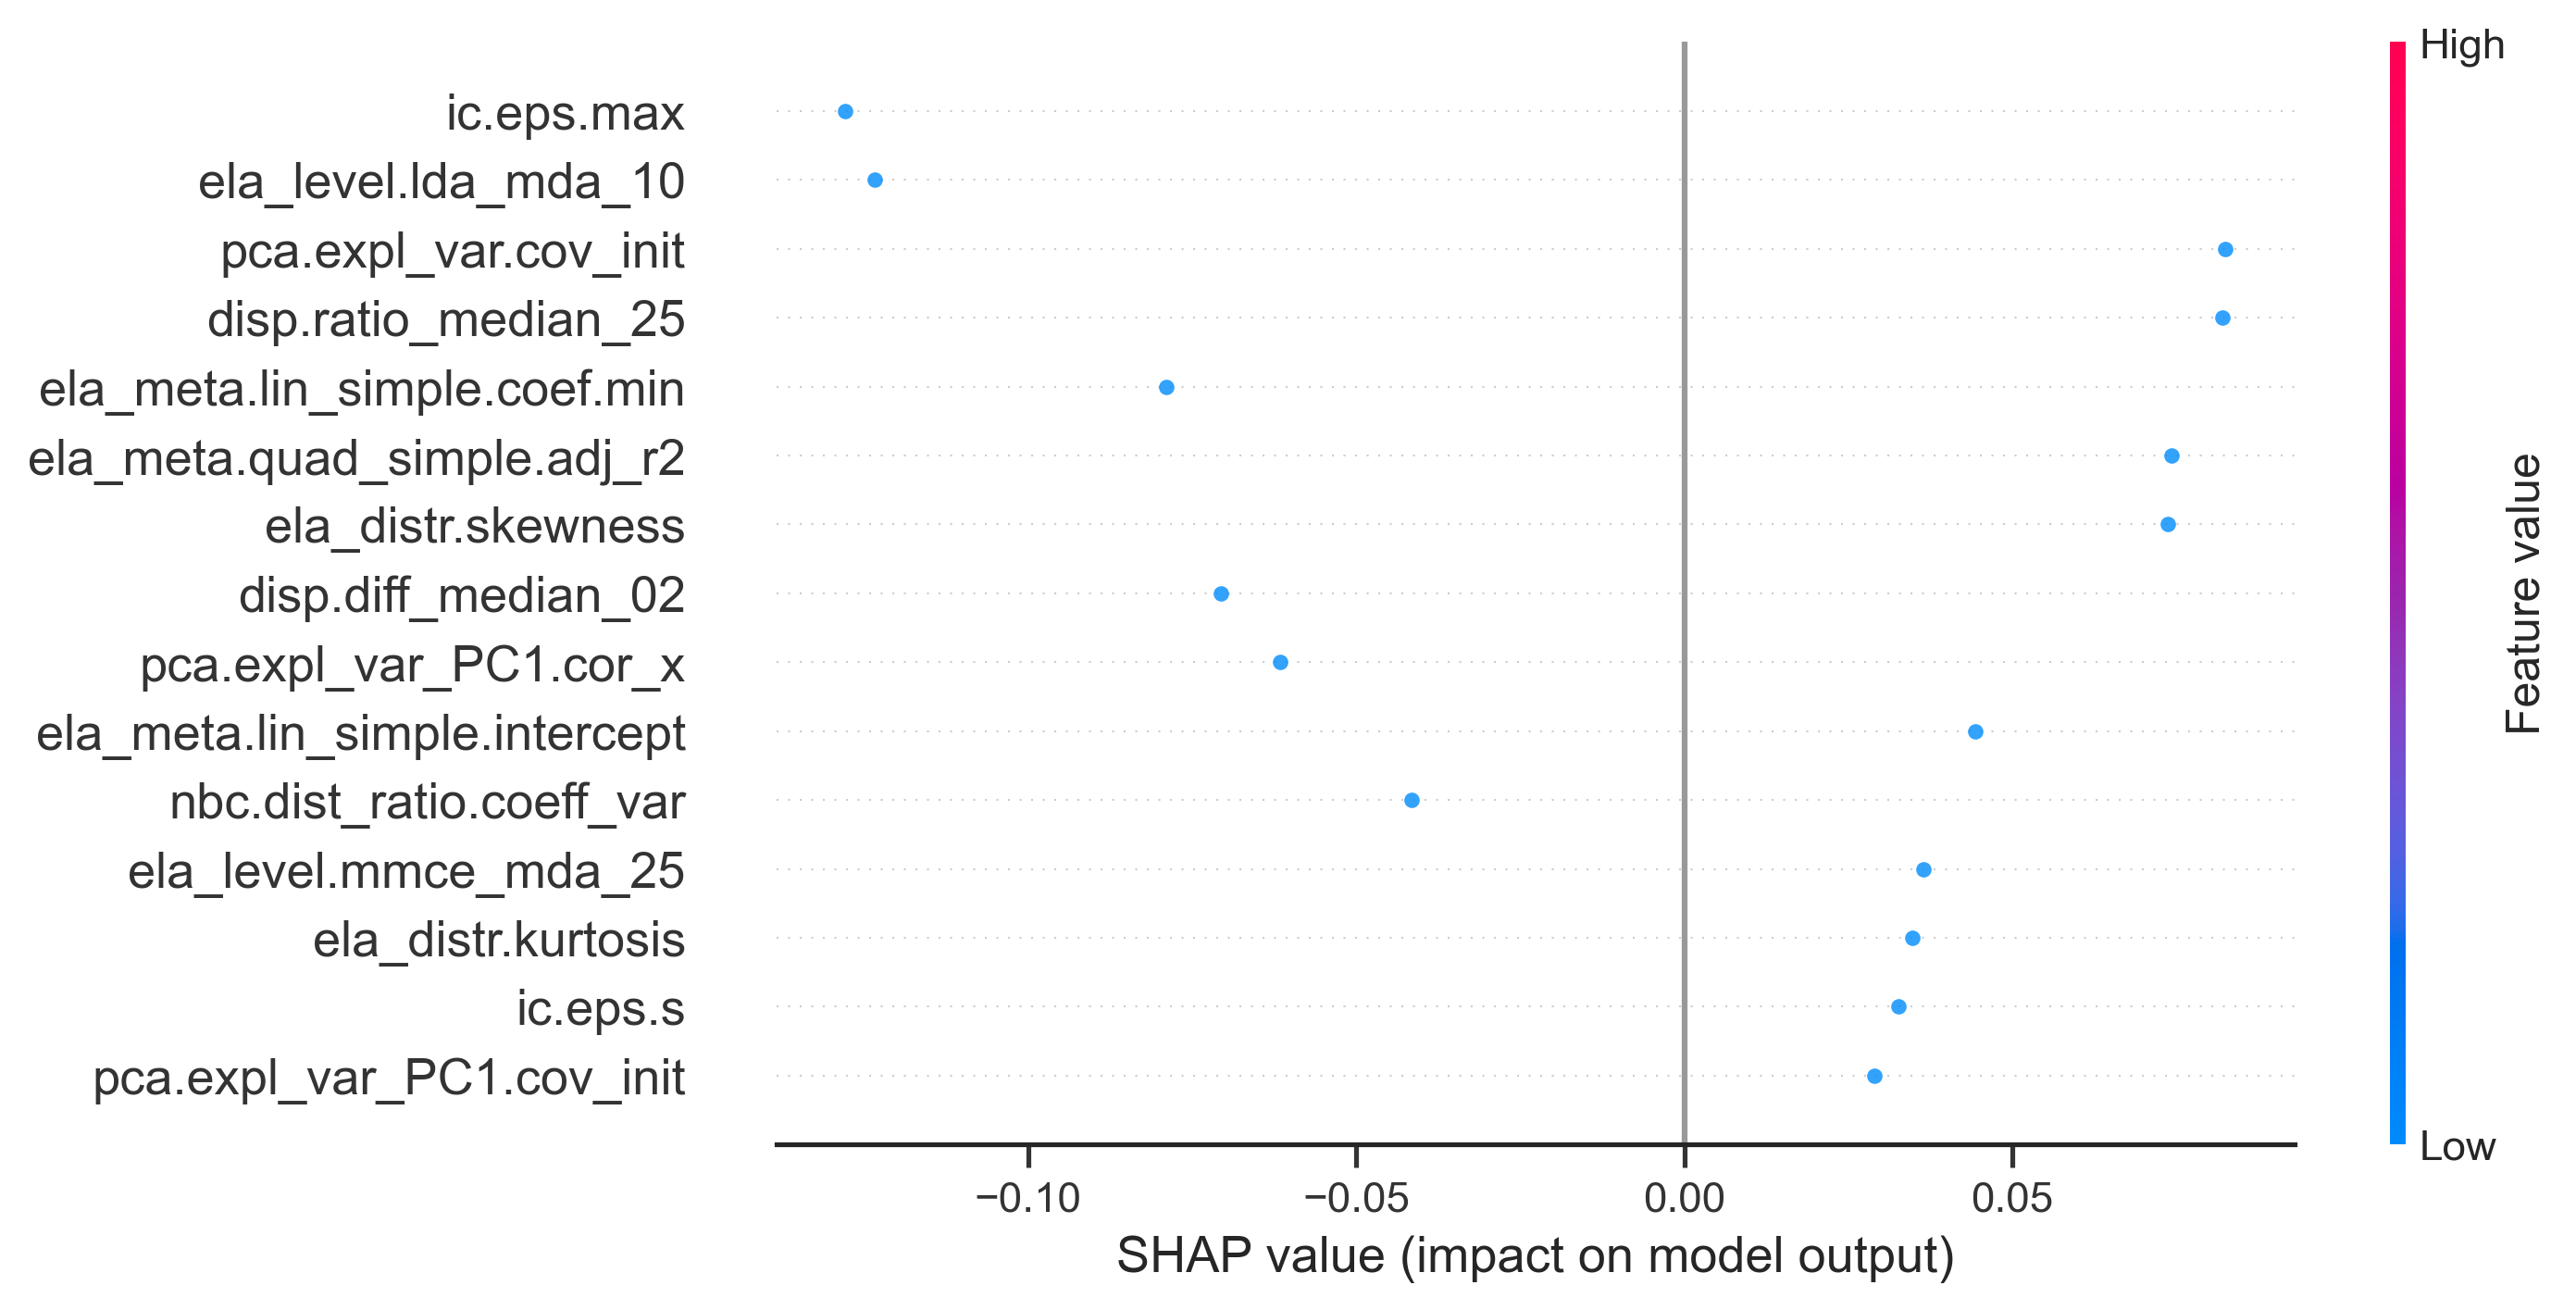 High
ic.eps.max
ela_level.lda_mda_10
pca.expl_var.cov_init
disp.ratio_median_25
ela_meta.lin_simple.coef.min
ela_meta.quad_simple.adj_r2
ela_distr.skewness
disp.diff_median_02
pca.expl_var_PC1.cor_x
ela_meta.lin_simple.intercept
nbc.dist_ratio.coeff_var
ela_level.mmce_mda_25
ela_distr.kurtosis
ic.eps.s
pca.expl_var_PC1.cov_init
Feature value
Low
−0.10 −0.05 0.00 0.05
SHAP value (impact on model output)